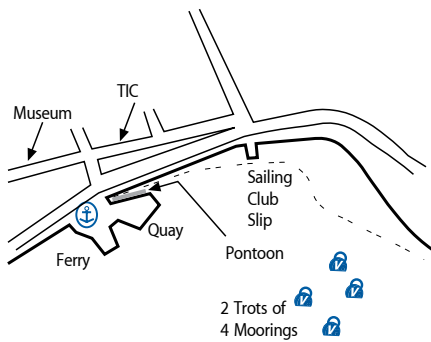 TIC
Museum
Sailing
Club
Slip
Quay
Ferry
Pontoon
V
V
V
V
2 Trots of
4 Moorings